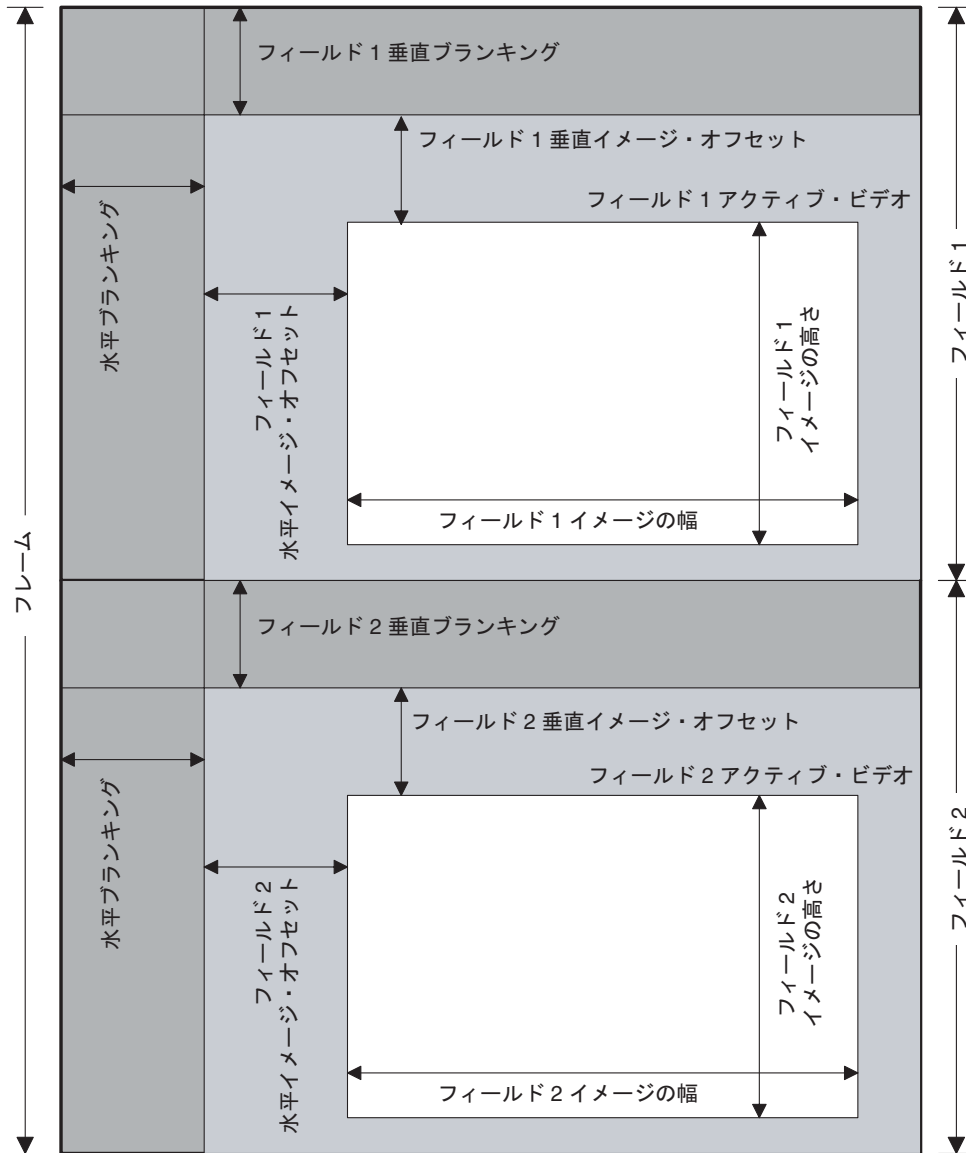 フレーム
フィールド 1 垂直ブランキング
フィールド 1 垂直イメージ・オフセット
フィールド 1 アクティブ・ビデオ
水平ブランキング
フィールド 1
水平イメージ・オフセット
フィールド 1
イメージの高さ
フィールド 1 イメージの幅
フィールド 1
フィールド 2 垂直ブランキング
フィールド 2 垂直イメージ・オフセット
フィールド 2 アクティブ・ビデオ
水平ブランキング
フィールド 2
水平イメージ・オフセット
フィールド 2
イメージの高さ
フィールド 2 イメージの幅
フィールド 2